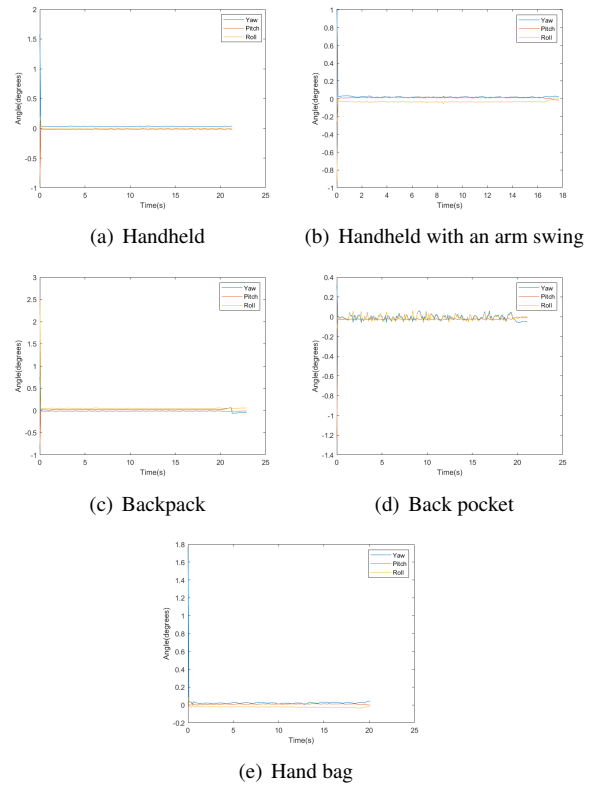 2
1.5
1
0.5
0
-0.5
-1
0 5 10 15 20 25
Time(s)
Angle(degrees)
Yaw
Pitch
Roll
(a) Handheld
1
0.8
0.6
0.4
0.2
0
-0.2
-0.4
-0.6
-0.8
-1
0 2 4 6 8 10 12 14 16 18
Time(s)
Angle(degrees)
Yaw
Pitch
Roll
(b) Handheld with an arm swing
3
2.5
2
1.5
1
0.5
0
-0.5
-1
0 5 10 15 20 25
Time(s)
Angle(degrees)
Yaw
Pitch
Roll
(c) Backpack
0.4
0.2
0
-0.2
-0.4
-0.6
-0.8
-1
-1.2
-1.4
0 5 10 15 20 25
Time(s)
Angle(degrees)
Yaw
Pitch
Roll
(d) Back pocket
1.8
1.6
1.4
1.2
1
0.8
0.6
0.4
0.2
0
-0.2
0 5 10 15 20 25
Time(s)
Angle(degrees)
Yaw
Pitch
Roll
(e) Hand bag